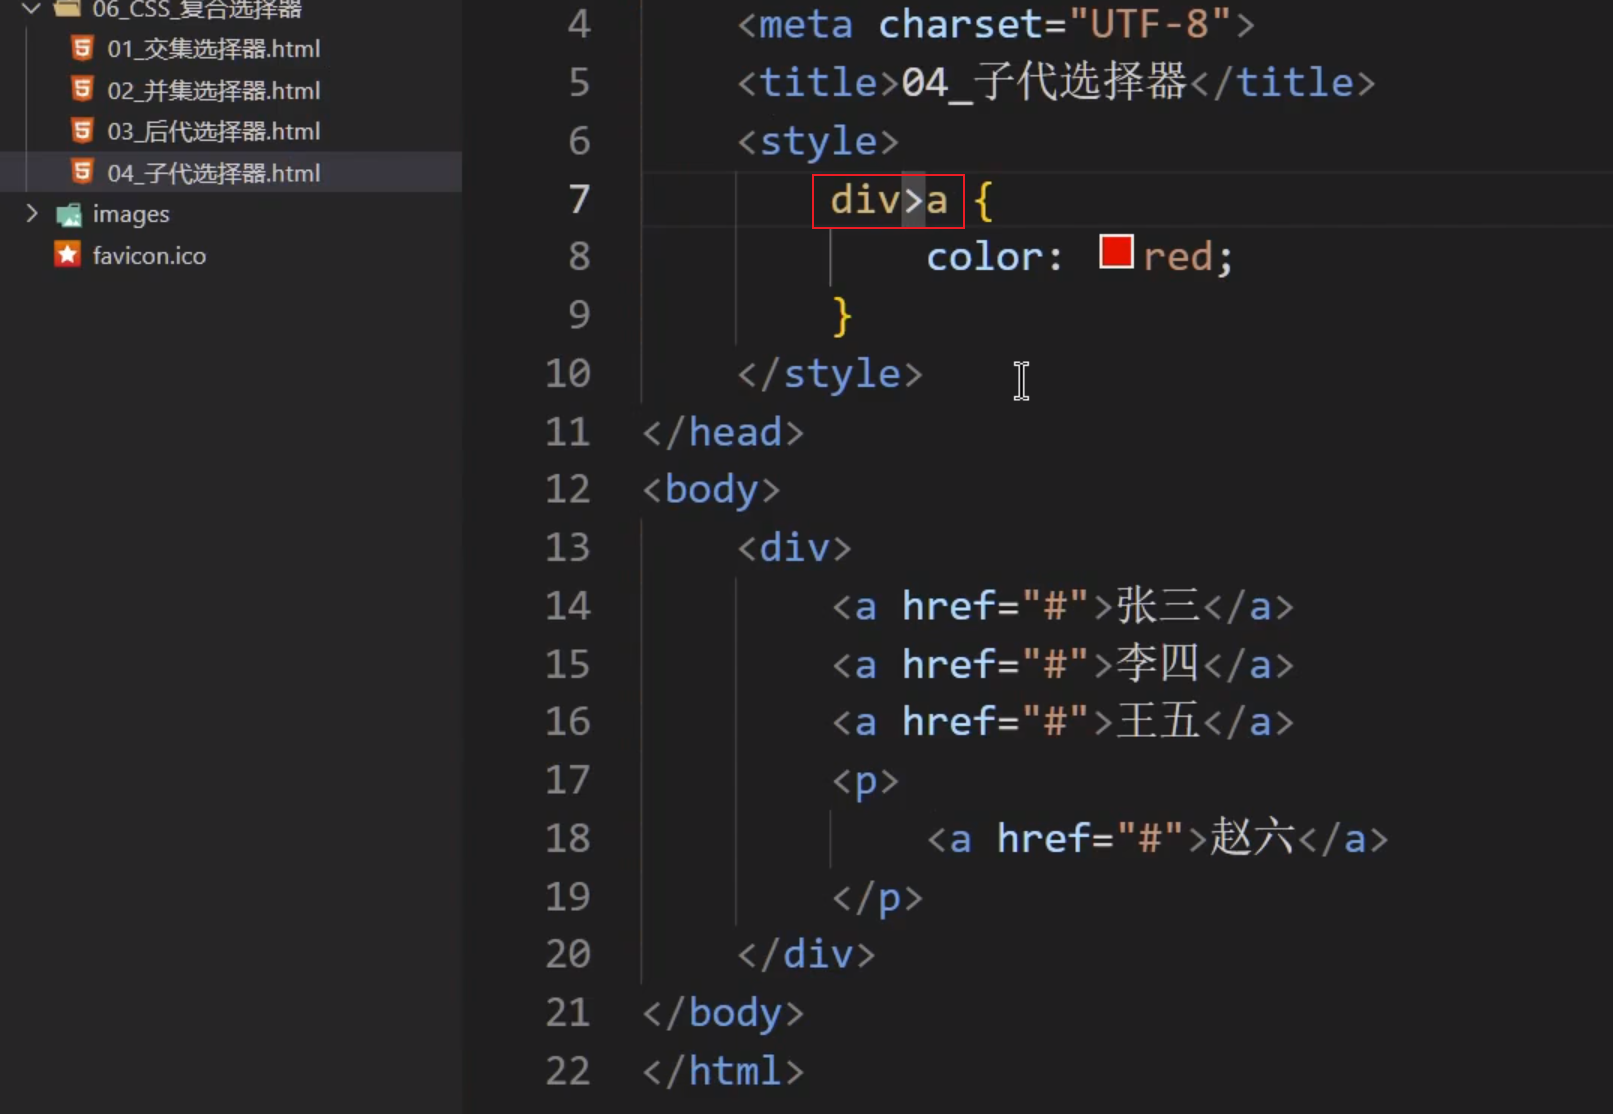 06_CSS_复合选择器
01_交集选择器.html
02_并集选择器.html
03_后代选择器.html
04_子代选择器.html
images
favicon.ico
4 <meta charset="UTF-8">
5 <title>04_子代选择器</title>
6 <style>
7 div>a {
8 color: red;
9 }
10 </style>
11 </head>
12 <body>
13 <div>
14 <a href="#">张三</a>
15 <a href="#">李四</a>
16 <a href="#">王五</a>
17 <p>
18 <a href="#">赵六</a>
19 </p>
20 </div>
21 </body>
22 </html>